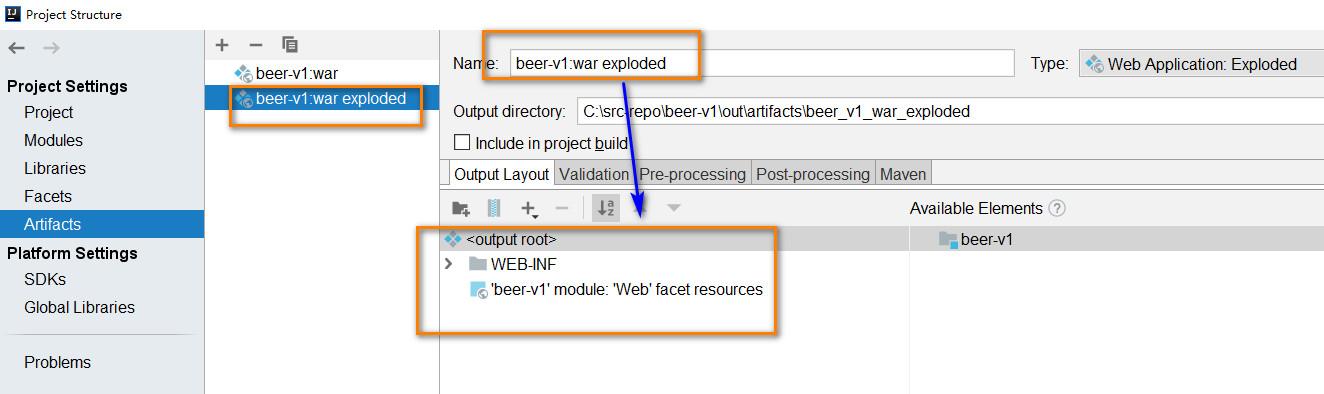 IJ Project Structure
Project Settings
Project
Modules
Libraries
Facets
Artifacts
Platform Settings
SDKs
Global Libraries
Problems
beer-v1:war
beer-v1:war exploded
Name: beer-v1:war exploded Type: Web Application: Exploded
Output directory: C:\src-repo\beer-v1\out\artifacts\beer_v1_war_exploded
Include in project build
Output Layout Validation Pre-processing Post-processing Maven
a z
Available Elements ?
<output root>
WEB-INF
'beer-v1' module: 'Web' facet resources
beer-v1